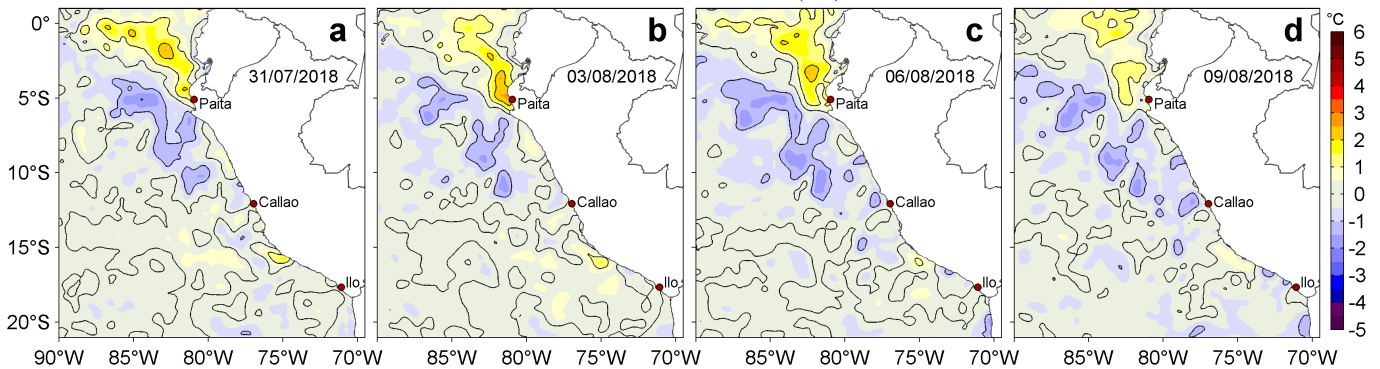 a
b
c
d
°C
0°
5°S
10°S
15°S
20°S
31/07/2018
03/08/2018
06/08/2018
09/08/2018
Paita
Paita
Paita
Paita
Callao
Callao
Callao
Callao
Ilo
Ilo
Ilo
Ilo
90°W
85°W
80°W
75°W
70°W
85°W
80°W
75°W
70°W
85°W
80°W
75°W
70°W
85°W
80°W
75°W
70°W
6
5
4
3
2
1
0
-1
-2
-3
-4
-5